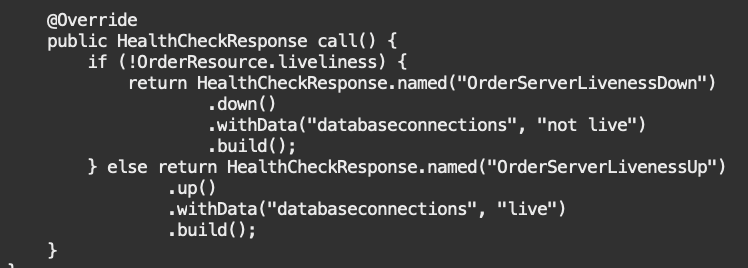 @Override
public HealthCheckResponse call() {
if (!OrderResource.liveliness) {
return HealthCheckResponse.named("OrderServerLivenessDown")
.down()
.withData("databaseconnections", "not live")
.build();
} else return HealthCheckResponse.named("OrderServerLivenessUp")
.up()
.withData("databaseconnections", "live")
.build();
}
}